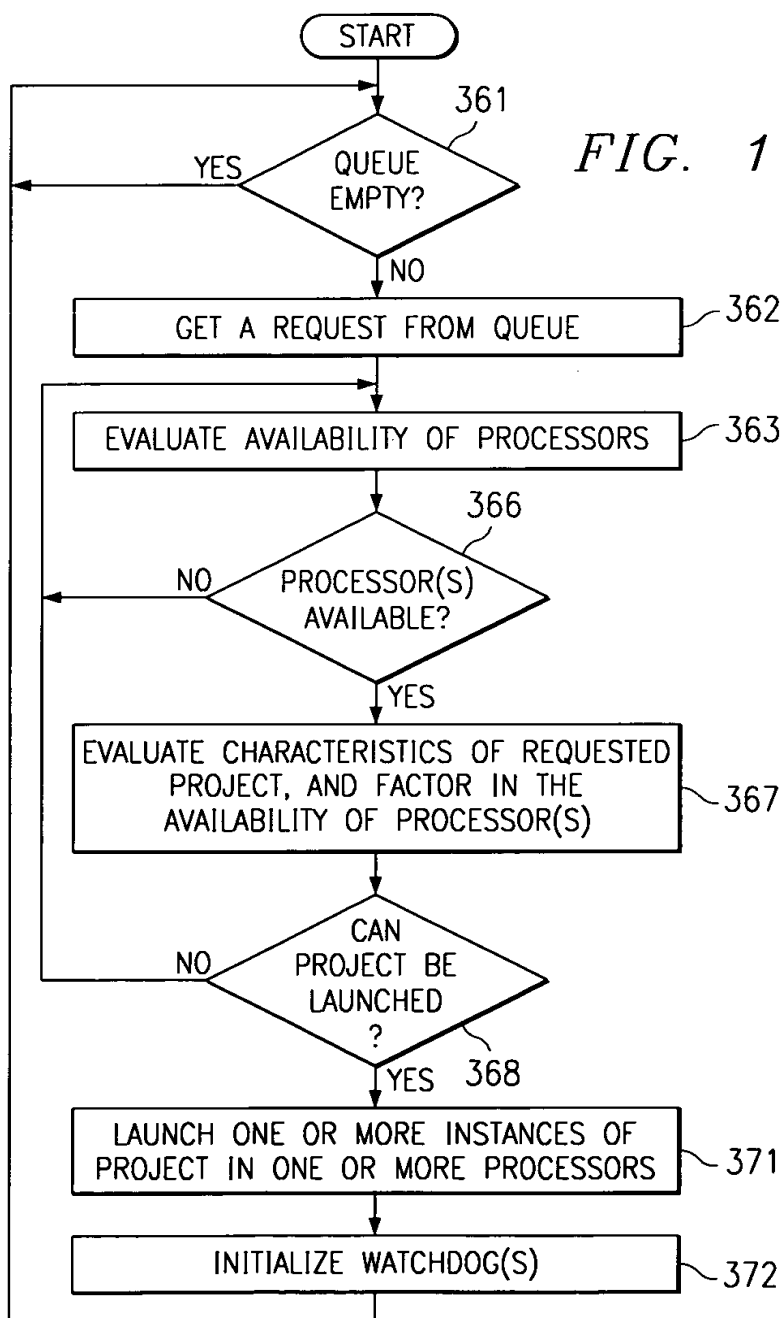 START
361
FIG. 1
YES
QUEUE
EMPTY?
NO
362
GET A REQUEST FROM QUEUE
363
EVALUATE AVAILABILITY OF PROCESSORS
366
NO
PROCESSOR(S)
AVAILABLE?
YES
EVALUATE CHARACTERISTICS OF REQUESTED
PROJECT, AND FACTOR IN THE
AVAILABILITY OF PROCESSOR(S)
367
CAN
NO
PROJECT BE
LAUNCHED
?
368
YES
LAUNCH ONE OR MORE INSTANCES OF
PROJECT IN ONE OR MORE PROCESSORS
371
INITIALIZE WATCHDOG(S)
372